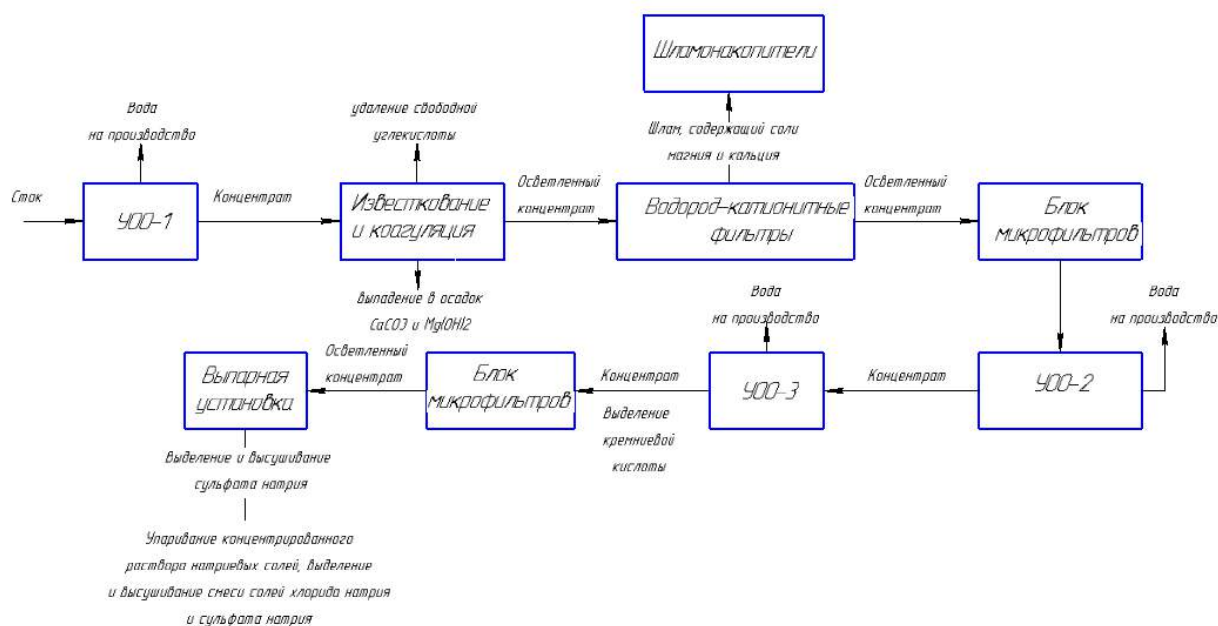 Шламонакопители
Вода
на производство
удаление свободной
углекислоты
Шлам, содержащий соли
магния и кальция
Сток
УОО-1
Концентрат
Известкование
и коагуляция
Осветленный
концентрат
Водород-катионитные
фильтры
Осветленный
концентрат
Блок
микрофильтров
выпадение в осадок
CaCO3 и Mg(OH)2
Вода
на производство
Вода
на производство
Выпарная
установка
Осветленный
концентрат
Блок
микрофильтров
Концентрат
Выделение
кремниевой
кислоты
УОО-3
Концентрат
УОО-2
Выделение и высушивание
сульфата натрия
Упаривание концентрированного
раствора натриевых солей, выделение
и высушивание смеси солей хлорида натрия
и сульфата натрия